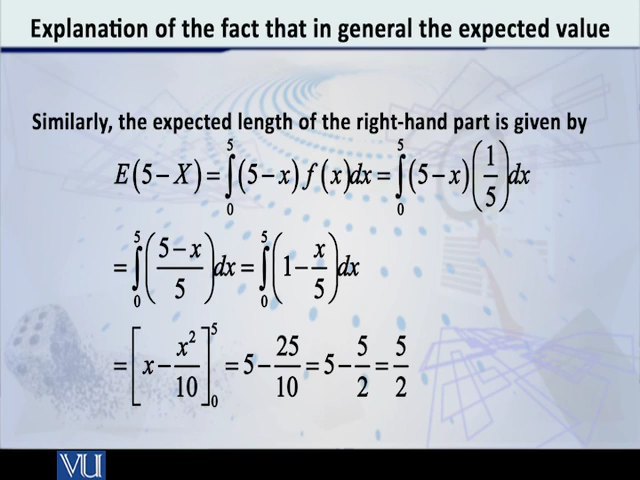 Explanation of the fact that in general the expected value
Similarly, the expected length of the right-hand part is given by
E(5−X)=∫₀⁵(5−x)f(x)dx=∫₀⁵(5−x)(1/5)dx
=∫₀⁵((5−x)/5)dx=∫₀⁵(1−x/5)dx
=[x−x²/10]₀⁵=5−25/10=5−5/2=5/2
VU